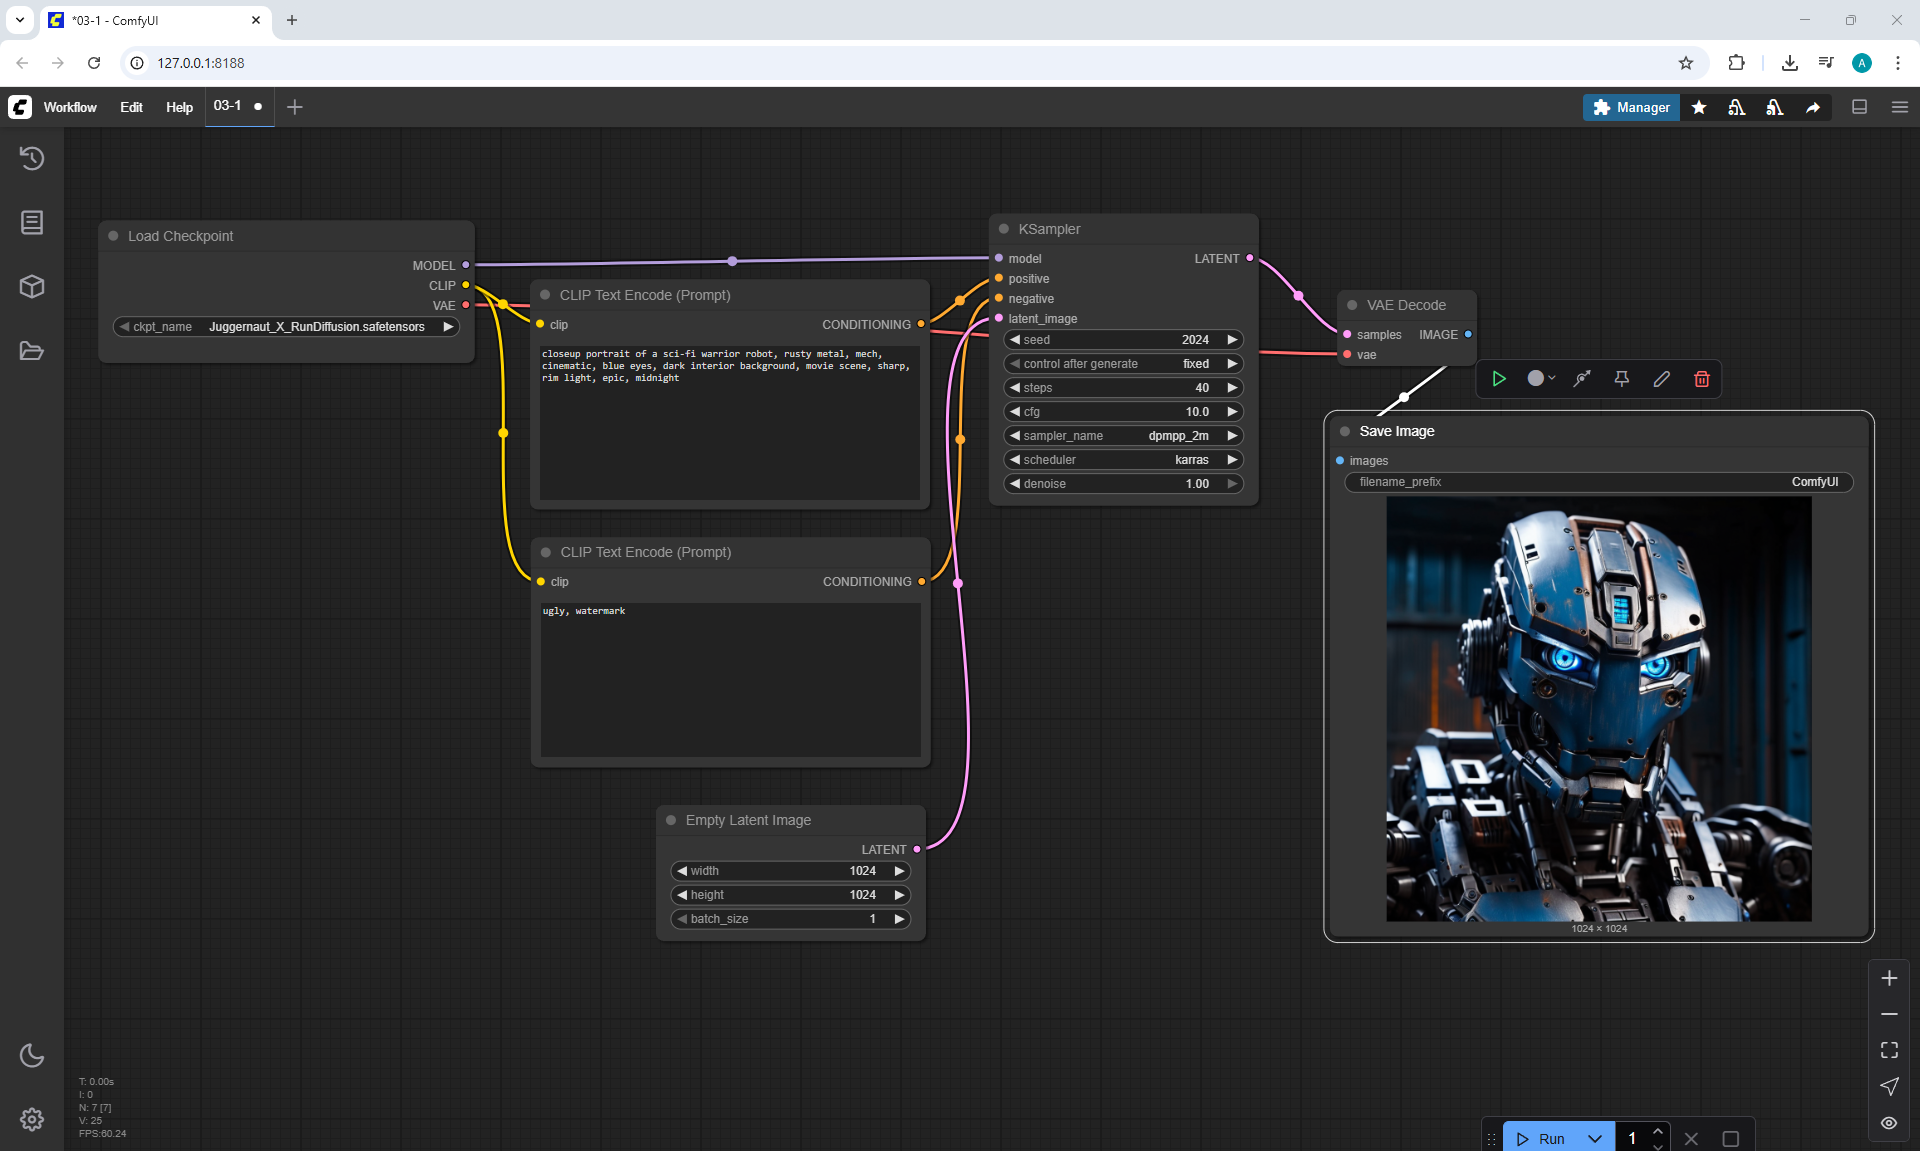 *03-1 - ComfyUI
127.0.0.1:8188
A
Workflow Edit Help 03-1
Manager
Load Checkpoint
MODEL
CLIP
VAE
ckpt_name Juggernaut_X_RunDiffusion.safetensors
CLIP Text Encode (Prompt)
clip CONDITIONING
closeup portrait of a sci-fi warrior robot, rusty metal, mech,
cinematic, blue eyes, dark interior background, movie scene, sharp,
rim light, epic, midnight
CLIP Text Encode (Prompt)
clip CONDITIONING
ugly, watermark
Empty Latent Image
LATENT
width 1024
height 1024
batch_size 1
KSampler
model LATENT
positive
negative
latent_image
seed 2024
control after generate fixed
steps 40
cfg 10.0
sampler_name dpmpp_2m
scheduler karras
denoise 1.00
VAE Decode
samples IMAGE
vae
Save Image
images
filename_prefix ComfyUI
1024 × 1024
T: 0.00s
I: 0
N: 7 [7]
V: 25
FPS:60.24
Run 1